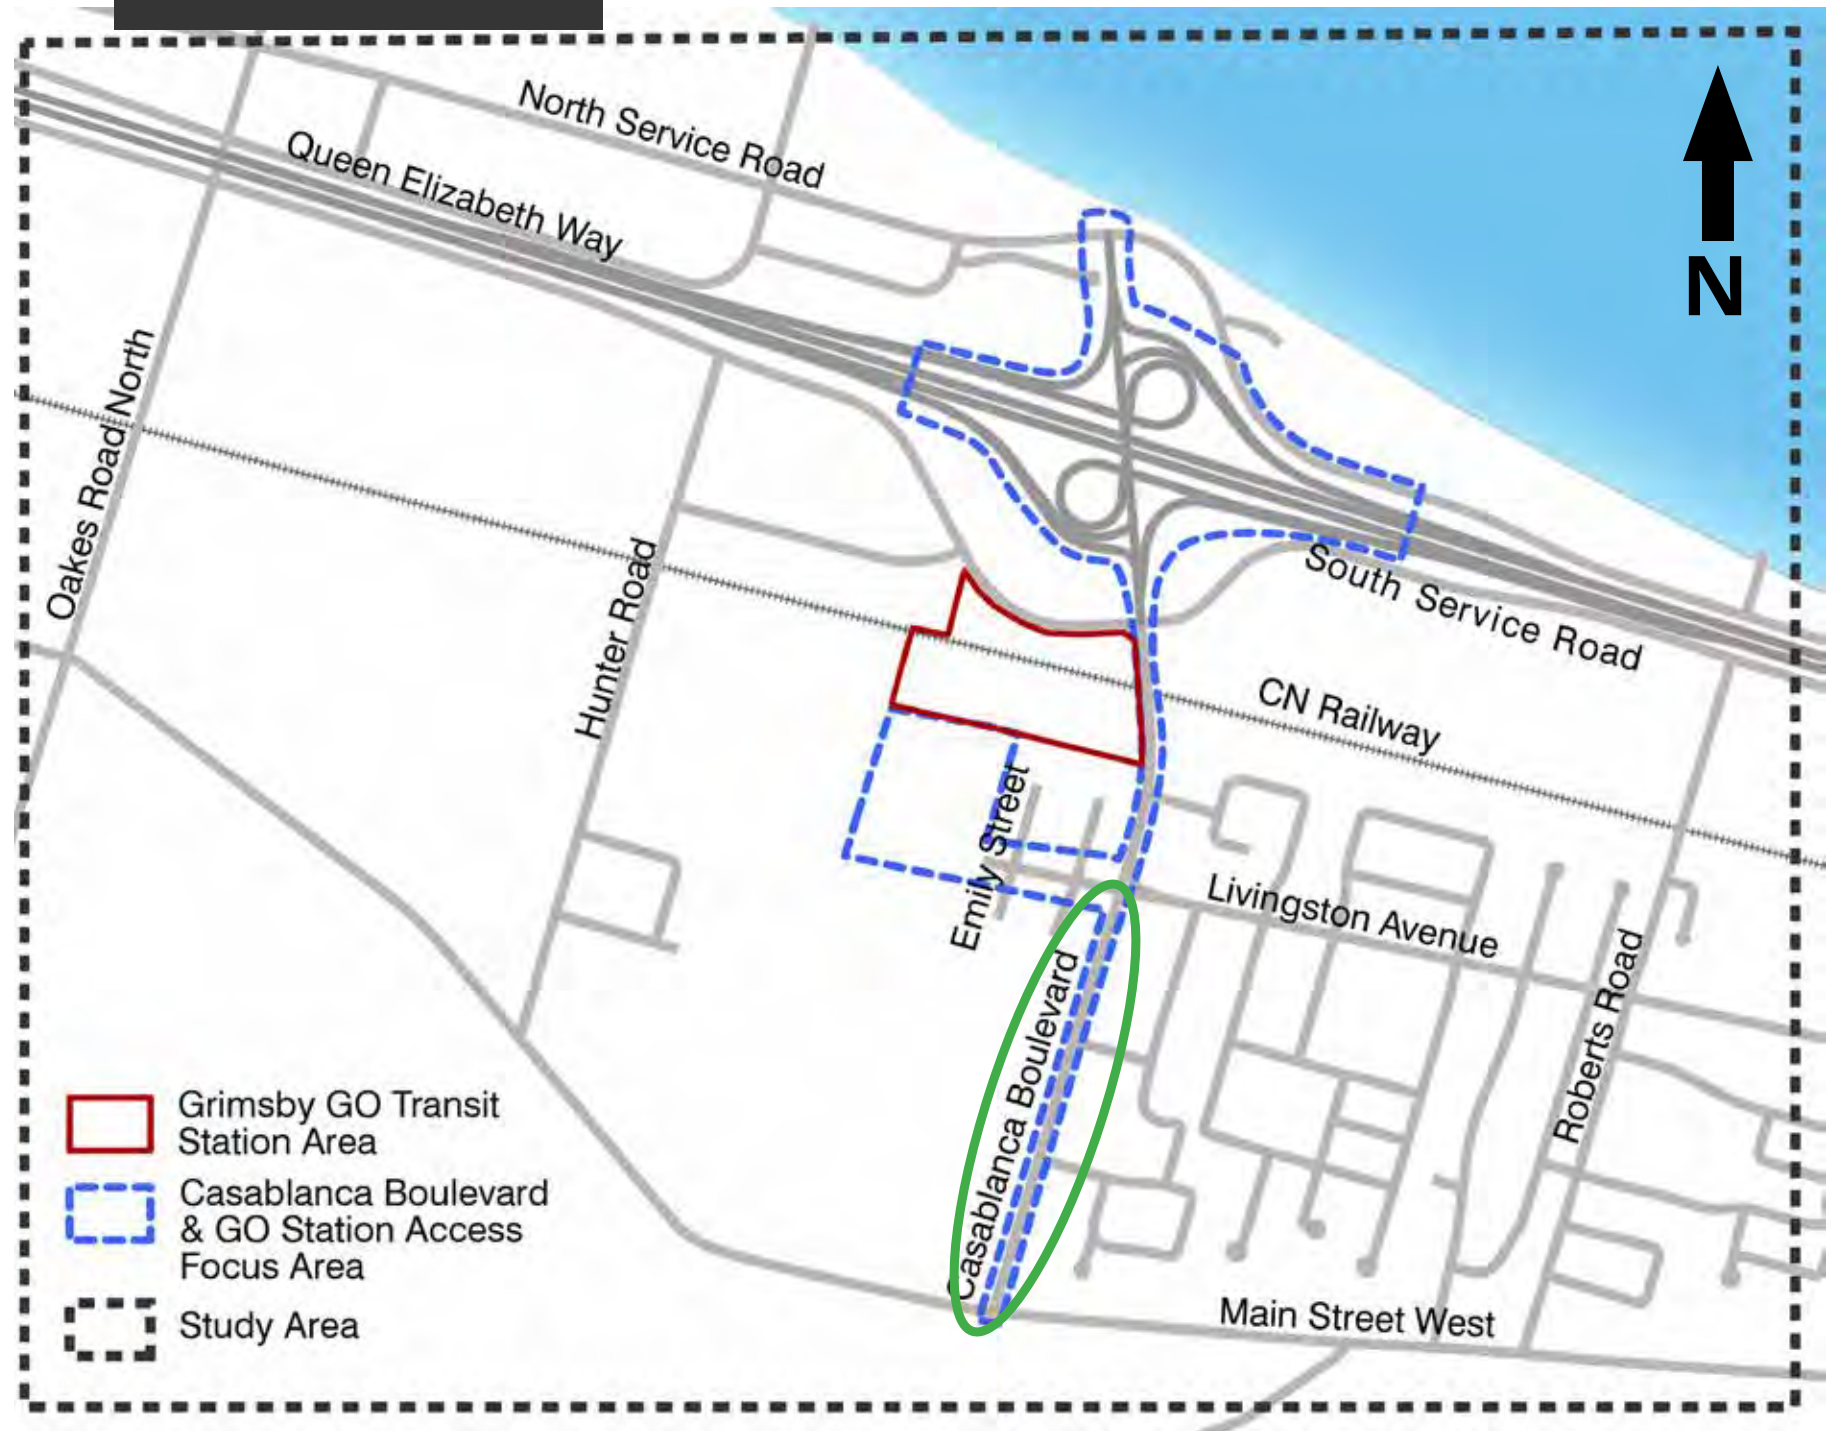 North Service Road
Queen Elizabeth Way
N
Oakes Road North
Hunter Road
South Service Road
CN Railway
Emily Street
Livingston Avenue
Casablanca Boulevard
Roberts Road
Main Street West
Grimsby GO Transit
Station Area
Casablanca Boulevard
& GO Station Access
Focus Area
Study Area